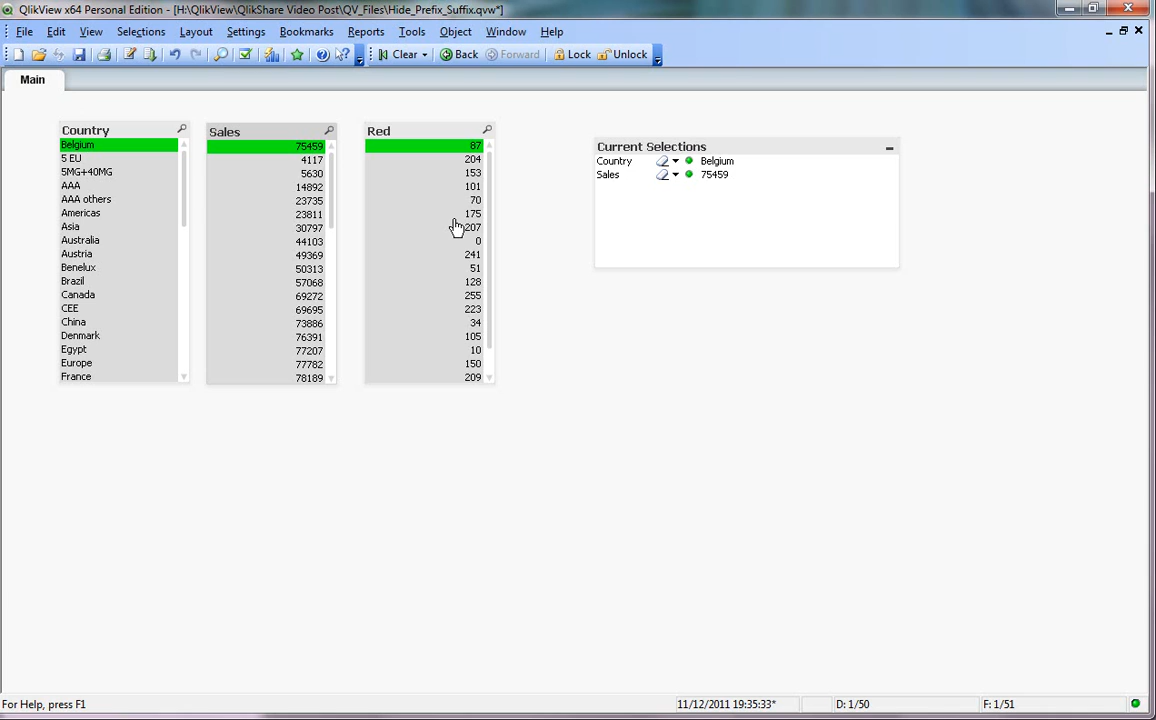 QlikView x64 Personal Edition - [H:\QlikView\QlikShare Video Post\QV_Files\Hide_Prefix_Suffix.qvw*]
File Edit View Selections Layout Settings Bookmarks Reports Tools Object Window Help
Clear Back Forward Lock Unlock
Main
Country
Belgium
5 EU
5MG+40MG
AAA
AAA others
Americas
Asia
Australia
Austria
Benelux
Brazil
Canada
CEE
China
Denmark
Egypt
Europe
France
Sales
75459
4117
5630
14892
23735
23811
30797
44103
49369
50313
57068
69272
69695
73886
76391
77207
77782
78189
Red
87
204
153
101
70
175
207
0
241
51
128
255
223
34
105
10
150
209
Current Selections
Country Belgium
Sales 75459
For Help, press F1 11/12/2011 19:35:33* D: 1/50 F: 1/51